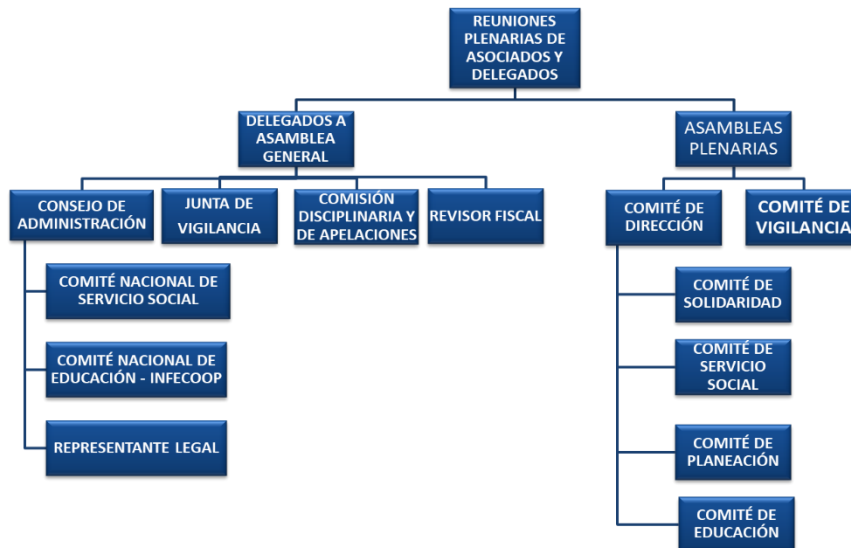 REUNIONES
PLENARIAS DE
ASOCIADOS Y
DELEGADOS
DELEGADOS A
ASAMBLEA
GENERAL
ASAMBLEAS
PLENARIAS
CONSEJO DE
ADMINISTRACIÓN
JUNTA DE
VIGILANCIA
COMISIÓN
DISCIPLINARIA Y
DE APELACIONES
REVISOR FISCAL
COMITÉ DE
DIRECCIÓN
COMITÉ DE
VIGILANCIA
COMITÉ NACIONAL DE
SERVICIO SOCIAL
COMITÉ NACIONAL DE
EDUCACIÓN - INFECOOP
REPRESENTANTE LEGAL
COMITÉ DE
SOLIDARIDAD
COMITÉ DE
SERVICIO
SOCIAL
COMITÉ DE
PLANEACIÓN
COMITÉ DE
EDUCACIÓN